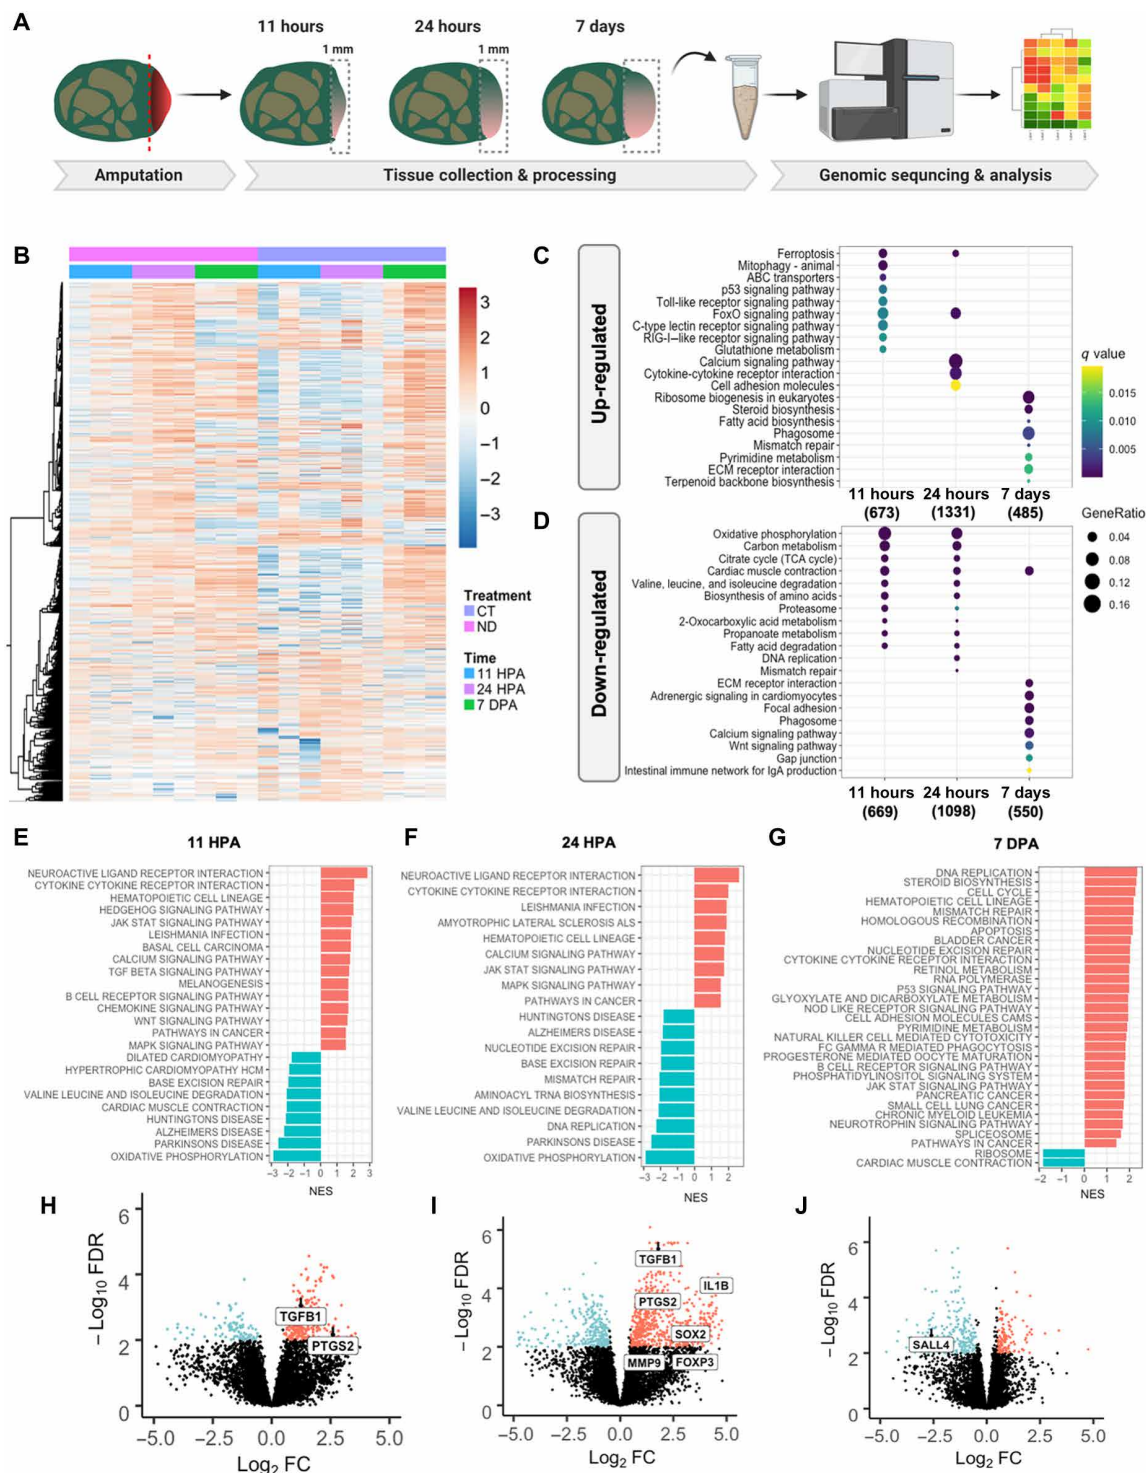 A
11 hours
24 hours
7 days
1 mm
1 mm
Amputation
Tissue collection & processing
Genomic sequncing & analysis
B
3
2
1
0
−1
−2
−3
Treatment
CT
ND
Time
11 HPA
24 HPA
7 DPA
C
Up-regulated
Ferroptosis
Mitophagy - animal
ABC transporters
p53 signaling pathway
Toll-like receptor signaling pathway
FoxO signaling pathway
C-type lectin receptor signaling pathway
RIG-I–like receptor signaling pathway
Glutathione metabolism
Calcium signaling pathway
Cytokine-cytokine receptor interaction
Cell adhesion molecules
Ribosome biogenesis in eukaryotes
Steroid biosynthesis
Fatty acid biosynthesis
Phagosome
Mismatch repair
Pyrimidine metabolism
ECM receptor interaction
Terpenoid backbone biosynthesis
11 hours
(673)
24 hours
(1331)
7 days
(485)
q value
0.015
0.010
0.005
GeneRatio
0.04
0.08
0.12
0.16
D
Down-regulated
Oxidative phosphorylation
Carbon metabolism
Citrate cycle (TCA cycle)
Cardiac muscle contraction
Valine, leucine, and isoleucine degradation
Biosynthesis of amino acids
Proteasome
2-Oxocarboxylic acid metabolism
Propanoate metabolism
Fatty acid degradation
DNA replication
Mismatch repair
ECM receptor interaction
Adrenergic signaling in cardiomyocytes
Focal adhesion
Phagosome
Calcium signaling pathway
Wnt signaling pathway
Gap junction
Intestinal immune network for IgA production
11 hours
(669)
24 hours
(1098)
7 days
(550)
E
11 HPA
NEUROACTIVE LIGAND RECEPTOR INTERACTION
CYTOKINE CYTOKINE RECEPTOR INTERACTION
HEMATOPOIETIC CELL LINEAGE
HEDGEHOG SIGNALING PATHWAY
JAK STAT SIGNALING PATHWAY
LEISHMANIA INFECTION
BASAL CELL CARCINOMA
CALCIUM SIGNALING PATHWAY
TGF BETA SIGNALING PATHWAY
MELANOGENESIS
B CELL RECEPTOR SIGNALING PATHWAY
CHEMOKINE SIGNALING PATHWAY
WNT SIGNALING PATHWAY
PATHWAYS IN CANCER
MAPK SIGNALING PATHWAY
DILATED CARDIOMYOPATHY
HYPERTROPHIC CARDIOMYOPATHY HCM
BASE EXCISION REPAIR
VALINE LEUCINE AND ISOLEUCINE DEGRADATION
CARDIAC MUSCLE CONTRACTION
HUNTINGTONS DISEASE
ALZHEIMERS DISEASE
PARKINSONS DISEASE
OXIDATIVE PHOSPHORYLATION
−3 −2 −1 0 1 2 3
NES
F
24 HPA
NEUROACTIVE LIGAND RECEPTOR INTERACTION
CYTOKINE CYTOKINE RECEPTOR INTERACTION
LEISHMANIA INFECTION
AMYOTROPHIC LATERAL SCLEROSIS ALS
HEMATOPOIETIC CELL LINEAGE
CALCIUM SIGNALING PATHWAY
JAK STAT SIGNALING PATHWAY
MAPK SIGNALING PATHWAY
PATHWAYS IN CANCER
HUNTINGTONS DISEASE
ALZHEIMERS DISEASE
NUCLEOTIDE EXCISION REPAIR
BASE EXCISION REPAIR
MISMATCH REPAIR
AMINOACYL TRNA BIOSYNTHESIS
VALINE LEUCINE AND ISOLEUCINE DEGRADATION
DNA REPLICATION
PARKINSONS DISEASE
OXIDATIVE PHOSPHORYLATION
−3 −2 −1 0 1 2
NES
G
7 DPA
DNA REPLICATION
STEROID BIOSYNTHESIS
CELL CYCLE
HEMATOPOIETIC CELL LINEAGE
MISMATCH REPAIR
HOMOLOGOUS RECOMBINATION
APOPTOSIS
BLADDER CANCER
NUCLEOTIDE EXCISION REPAIR
CYTOKINE CYTOKINE RECEPTOR INTERACTION
RETINOL METABOLISM
RNA POLYMERASE
P53 SIGNALING PATHWAY
GLYOXYLATE AND DICARBOXYLATE METABOLISM
NOD LIKE RECEPTOR SIGNALING PATHWAY
CELL ADHESION MOLECULES CAMS
PYRIMIDINE METABOLISM
NATURAL KILLER CELL MEDIATED CYTOTOXICITY
FC GAMMA R MEDIATED PHAGOCYTOSIS
PROGESTERONE MEDIATED OOCYTE MATURATION
B CELL RECEPTOR SIGNALING PATHWAY
PHOSPHATIDYLINOSITOL SIGNALING SYSTEM
JAK STAT SIGNALING PATHWAY
PANCREATIC CANCER
SMALL CELL LUNG CANCER
CHRONIC MYELOID LEUKEMIA
NEUROTROPHIN SIGNALING PATHWAY
SPLICEOSOME
PATHWAYS IN CANCER
RIBOSOME
CARDIAC MUSCLE CONTRACTION
−2 −1 0 1 2
NES
H
− Log10 FDR
6
4
2
0
TGFB1
PTGS2
−5.0 −2.5 0.0 2.5 5.0
Log2 FC
I
− Log10 FDR
6
4
2
0
TGFB1
IL1B
PTGS2
SOX2
MMP9
FOXP3
−5.0 −2.5 0.0 2.5 5.0
Log2 FC
J
− Log10 FDR
6
4
2
0
SALL4
−5.0 −2.5 0.0 2.5 5.0
Log2 FC